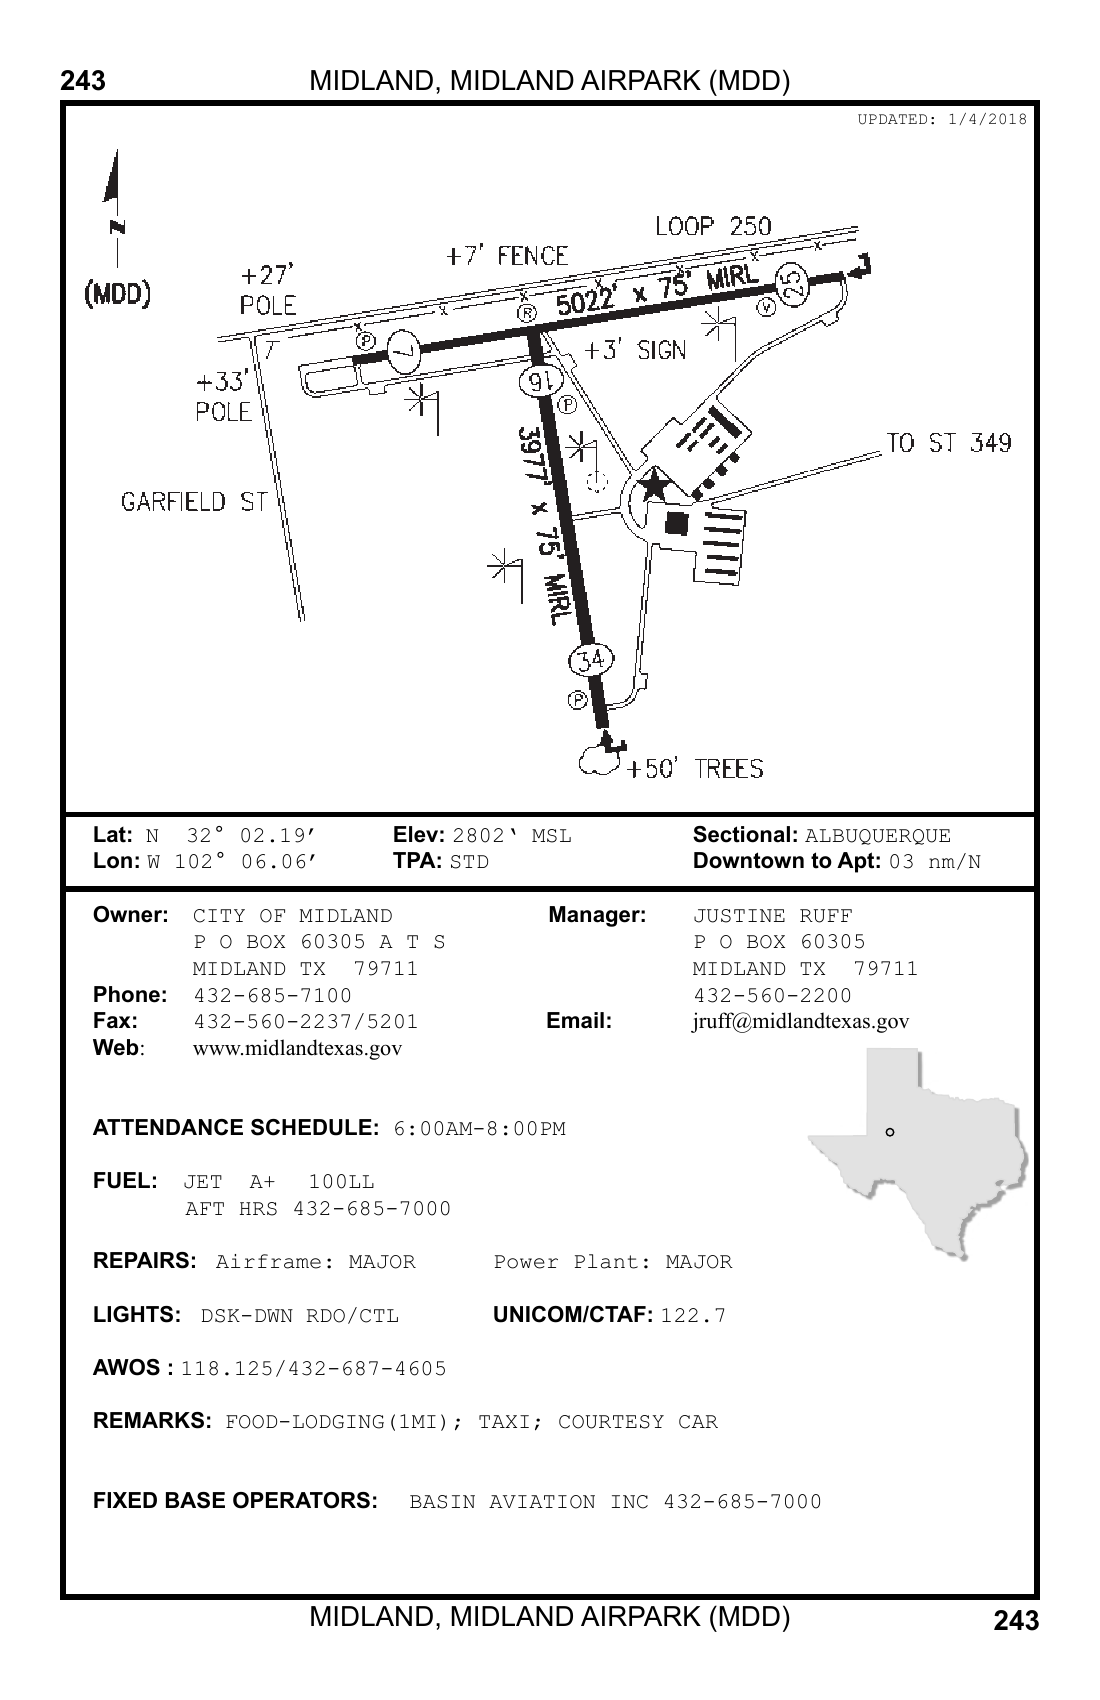 243 MIDLAND, MIDLAND AIRPARK (MDD)
UPDATED: 1/4/2018
N
(MDD)
LOOP 250
+7' FENCE
+27'
POLE
5022' x 75' MIRL
25
R
V
P
7
+3' SIGN
+33'
POLE
16
P
3977' x 75' MIRL
TO ST 349
GARFIELD ST
34
P
+50' TREES
Lat: N 32° 02.19′ Elev: 2802‘ MSL Sectional: ALBUQUERQUE
Lon: W 102° 06.06′ TPA: STD Downtown to Apt: 03 nm/N
Owner: CITY OF MIDLAND Manager: JUSTINE RUFF
P O BOX 60305 A T S P O BOX 60305
MIDLAND TX 79711 MIDLAND TX 79711
Phone: 432-685-7100 432-560-2200
Fax: 432-560-2237/5201 Email: jruff@midlandtexas.gov
Web: www.midlandtexas.gov
ATTENDANCE SCHEDULE: 6:00AM-8:00PM
FUEL: JET A+ 100LL
AFT HRS 432-685-7000
REPAIRS: Airframe: MAJOR Power Plant: MAJOR
LIGHTS: DSK-DWN RDO/CTL UNICOM/CTAF: 122.7
AWOS : 118.125/432-687-4605
REMARKS: FOOD-LODGING(1MI); TAXI; COURTESY CAR
FIXED BASE OPERATORS: BASIN AVIATION INC 432-685-7000
MIDLAND, MIDLAND AIRPARK (MDD) 243